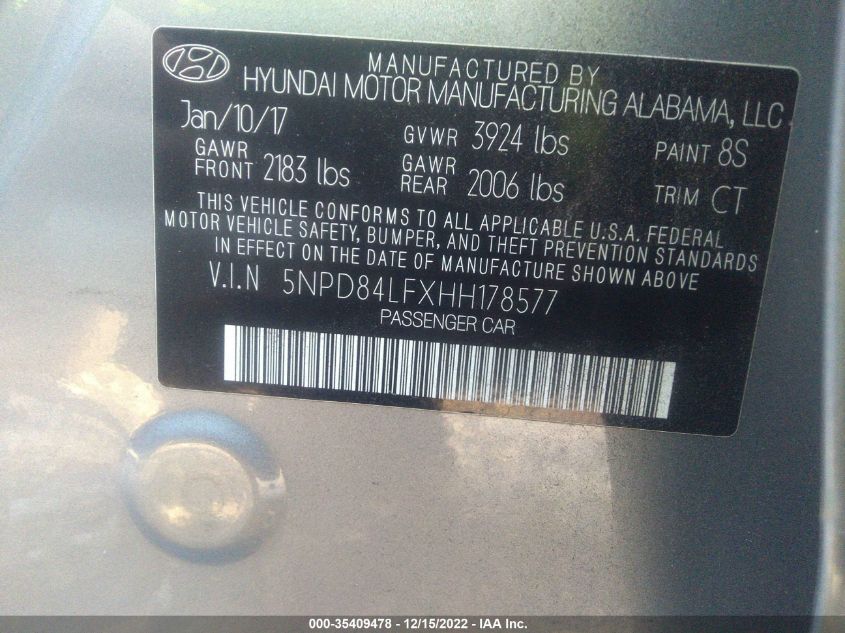 MANUFACTURED BY
HYUNDAI MOTOR MANUFACTURING ALABAMA, LLC
Jan/10/17 GVWR 3924 lbs PAINT 8S
GAWR FRONT 2183 lbs GAWR REAR 2006 lbs TRIM CT
THIS VEHICLE CONFORMS TO ALL APPLICABLE U.S.A. FEDERAL
MOTOR VEHICLE SAFETY, BUMPER, AND THEFT PREVENTION STANDARDS
IN EFFECT ON THE DATE OF MANUFACTURE SHOWN ABOVE
V.I.N 5NPD84LFXHH178577
PASSENGER CAR
000-35409478 - 12/15/2022 - IAA Inc.